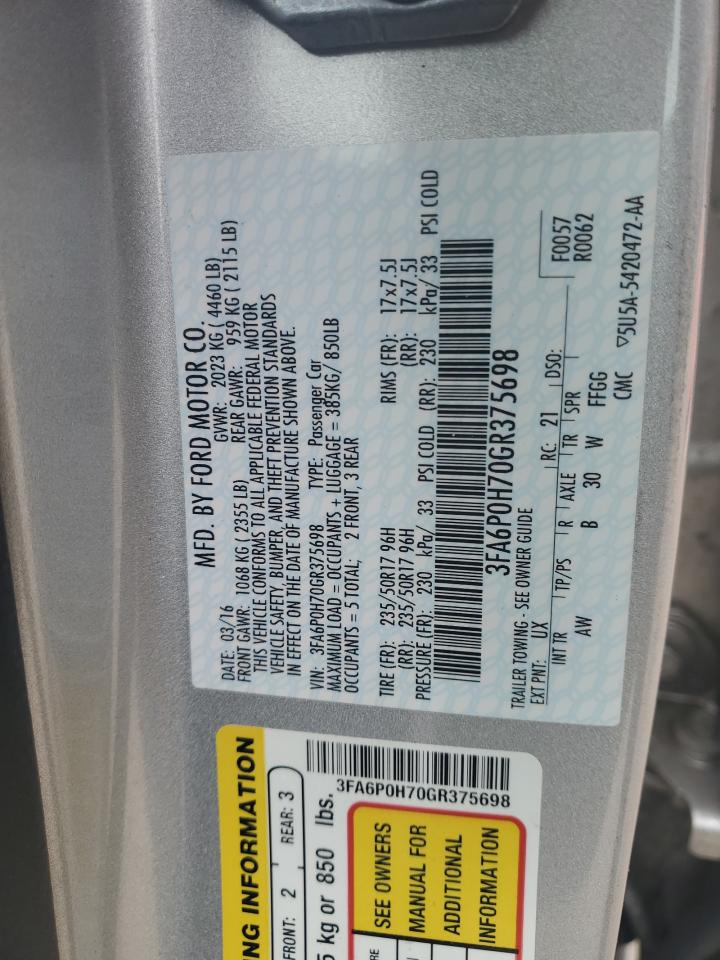 MFD. BY FORD MOTOR CO.
DATE: 03/16 GVWR: 2023 KG ( 4460 LB)
FRONT GAWR: 1068 KG ( 2355 LB) REAR GAWR: 959 KG ( 2115 LB)
THIS VEHICLE CONFORMS TO ALL APPLICABLE FEDERAL MOTOR
VEHICLE SAFETY, BUMPER, AND THEFT PREVENTION STANDARDS
IN EFFECT ON THE DATE OF MANUFACTURE SHOWN ABOVE.
VIN: 3FA6P0H70GR375698 TYPE: Passenger Car
MAXIMUM LOAD = OCCUPANTS + LUGGAGE = 385KG/ 850LB
OCCUPANTS = 5 TOTAL; 2 FRONT, 3 REAR
TIRE (FR): 235/50R17 96H RIMS (FR): 17x7.5J
(RR): 235/50R17 96H (RR): 17x7.5J
PRESSURE (FR): 230 kPa/ 33 PSI COLD (RR): 230 kPa/ 33 PSI COLD
3FA6P0H70GR375698
TRAILER TOWING - SEE OWNER GUIDE
EXT PNT: UX RC: 21 DSO: F0057
INT TR TP/PS R AXLE TR SPR R0062
AW B 30 W FFGG
CMC ▽5U5A-5420472-AA
NG INFORMATION
FRONT: 2 REAR: 3
5 kg or 850 lbs.
3FA6P0H70GR375698
SEE OWNERS
MANUAL FOR
ADDITIONAL
INFORMATION